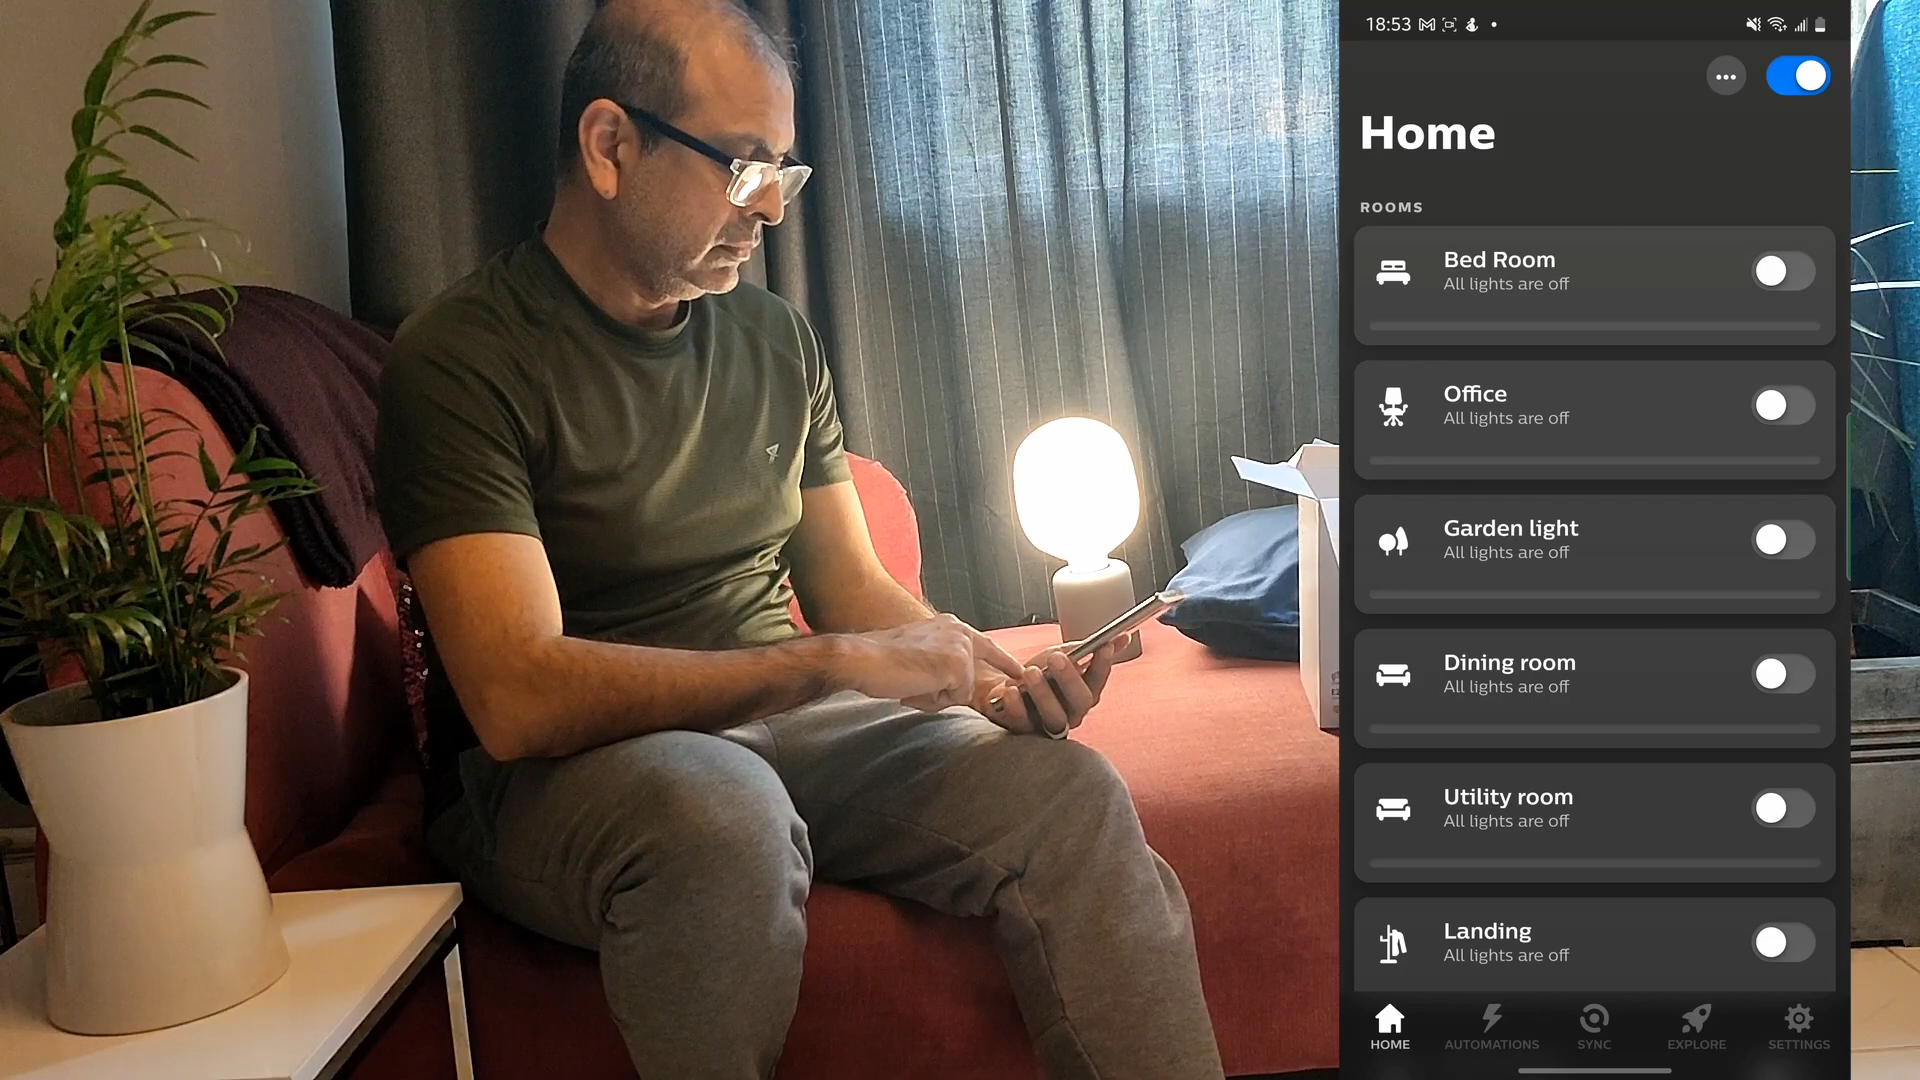 18:53
Home
ROOMS
Bed Room
All lights are off
Office
All lights are off
Garden light
All lights are off
Dining room
All lights are off
Utility room
All lights are off
Landing
All lights are off
HOME AUTOMATIONS SYNC EXPLORE SETTINGS